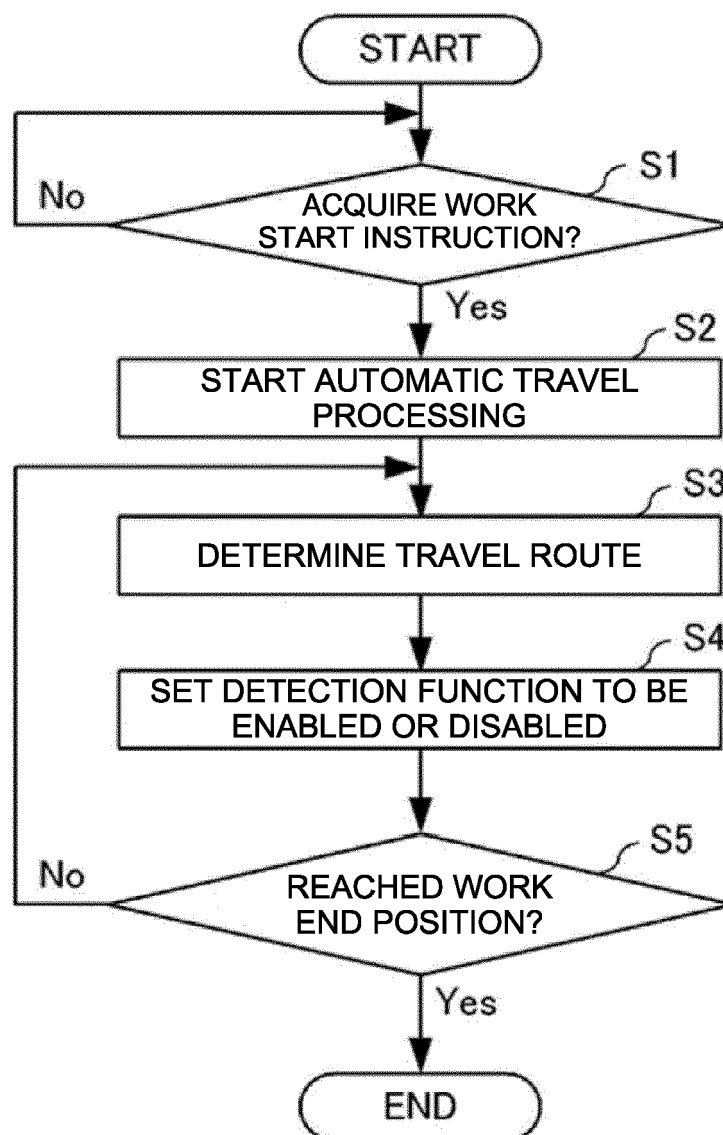 START
S1
No
ACQUIRE WORK
START INSTRUCTION?
Yes
S2
START AUTOMATIC TRAVEL
PROCESSING
S3
DETERMINE TRAVEL ROUTE
S4
SET DETECTION FUNCTION TO BE
ENABLED OR DISABLED
S5
No
REACHED WORK
END POSITION?
Yes
END